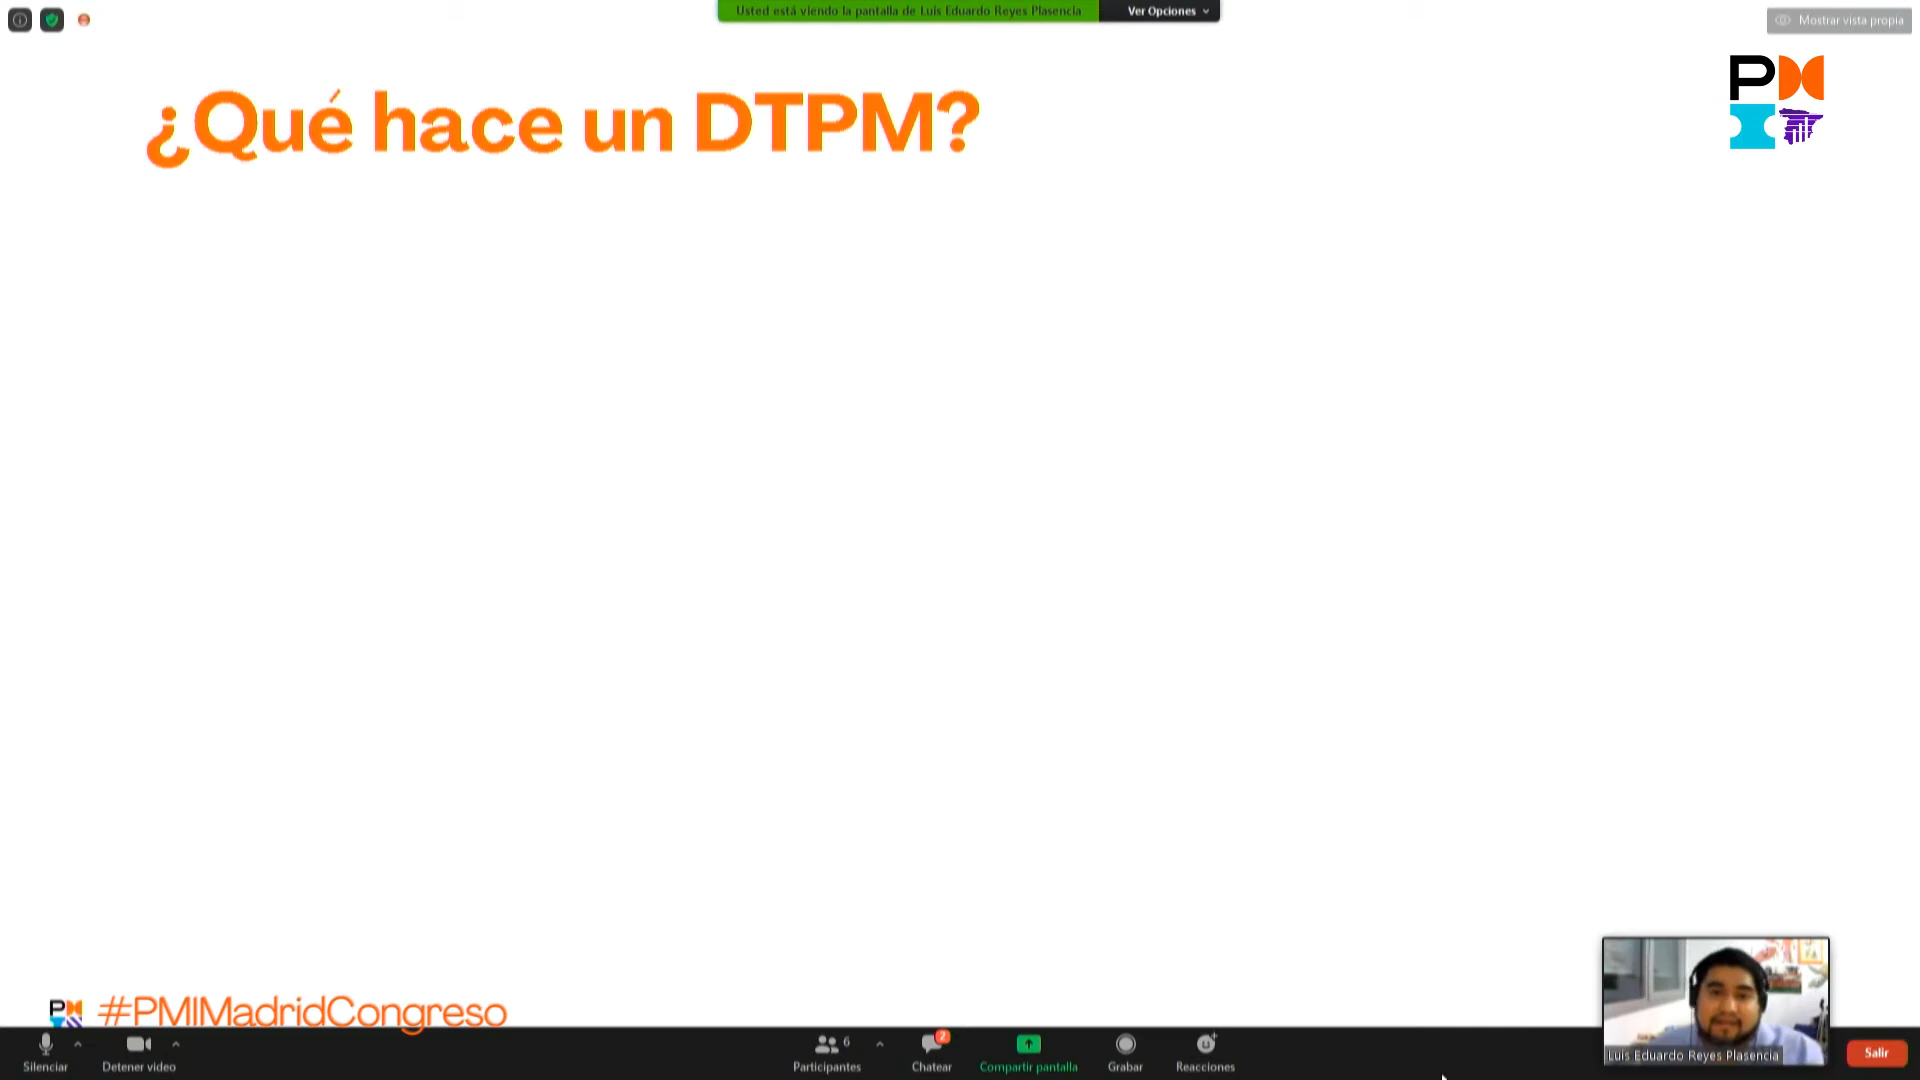 Usted está viendo la pantalla de Luis Eduardo Reyes Plasencia
Ver Opciones
Mostrar vista propia
PMI
¿Qué hace un DTPM?
#PMIMadridCongreso
Luis Eduardo Reyes Plasencia
Silenciar
Detener video
6
Participantes
2
Chatear
Compartir pantalla
Grabar
Reacciones
Salir